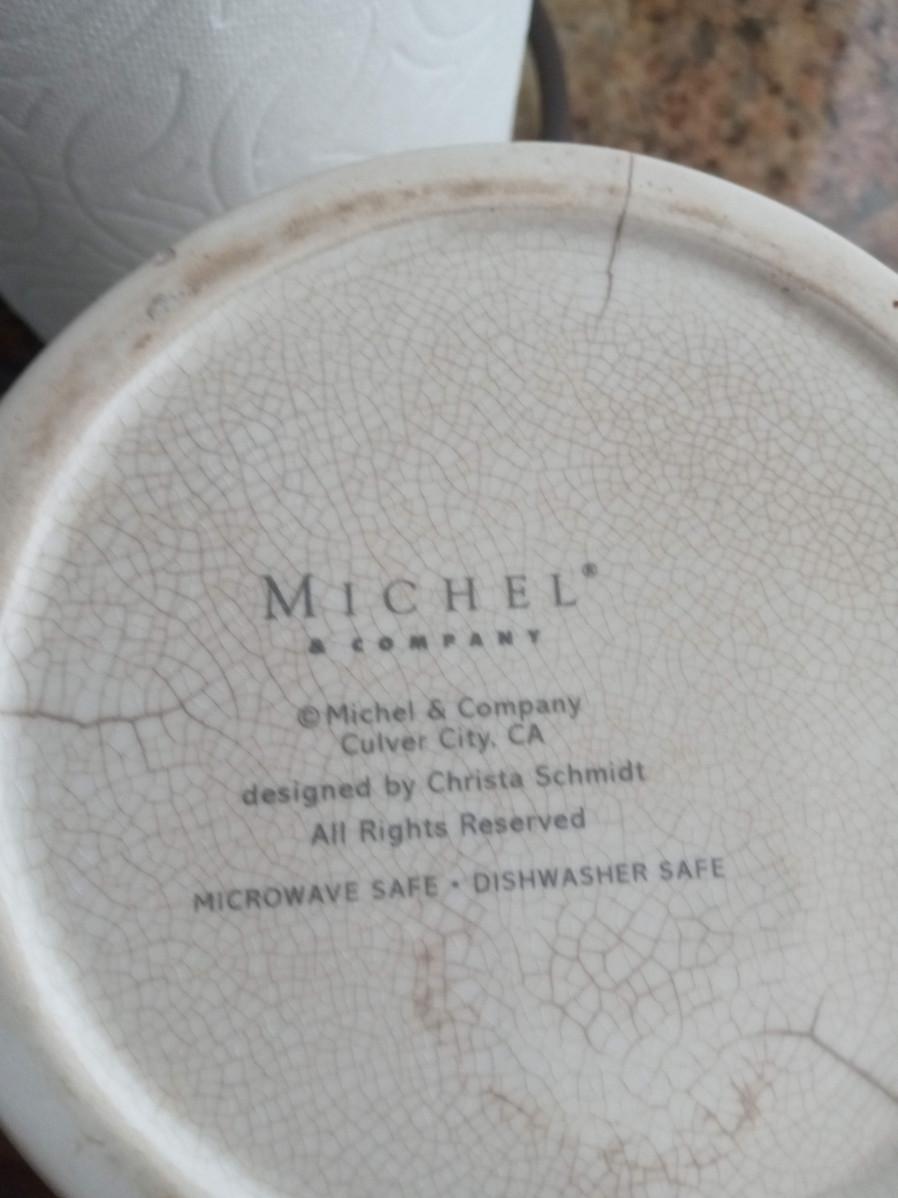 MICHEL®
& COMPANY
©Michel & Company
Culver City, CA
designed by Christa Schmidt
All Rights Reserved
MICROWAVE SAFE • DISHWASHER SAFE